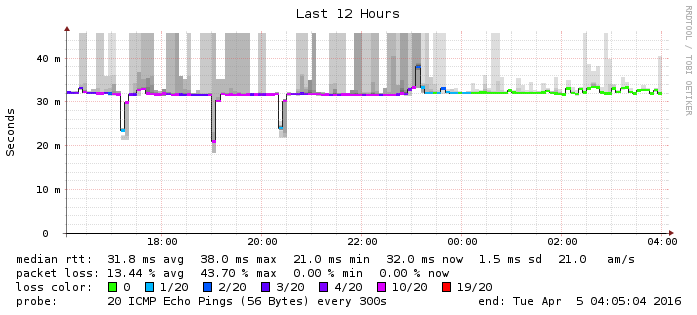 Last 12 Hours
RRDTOOL / TOBI OETIKER
Seconds
40 m
30 m
20 m
10 m
0
18:00 20:00 22:00 00:00 02:00 04:00
median rtt: 31.8 ms avg 38.0 ms max 21.0 ms min 32.0 ms now 1.5 ms sd 21.0 am/s
packet loss: 13.44 % avg 43.70 % max 0.00 % min 0.00 % now
loss color: 0 1/20 2/20 3/20 4/20 10/20 19/20
probe: 20 ICMP Echo Pings (56 Bytes) every 300s end: Tue Apr 5 04:05:04 2016